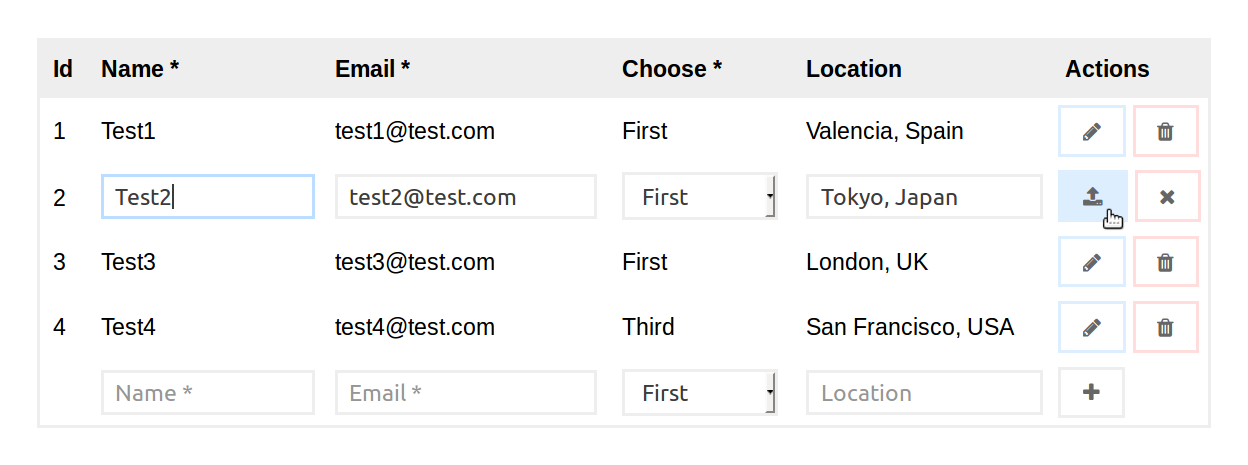 Id Name * Email * Choose * Location Actions
1 Test1 test1@test.com First Valencia, Spain
2 Test2 test2@test.com First Tokyo, Japan
3 Test3 test3@test.com First London, UK
4 Test4 test4@test.com Third San Francisco, USA
Name * Email * First Location